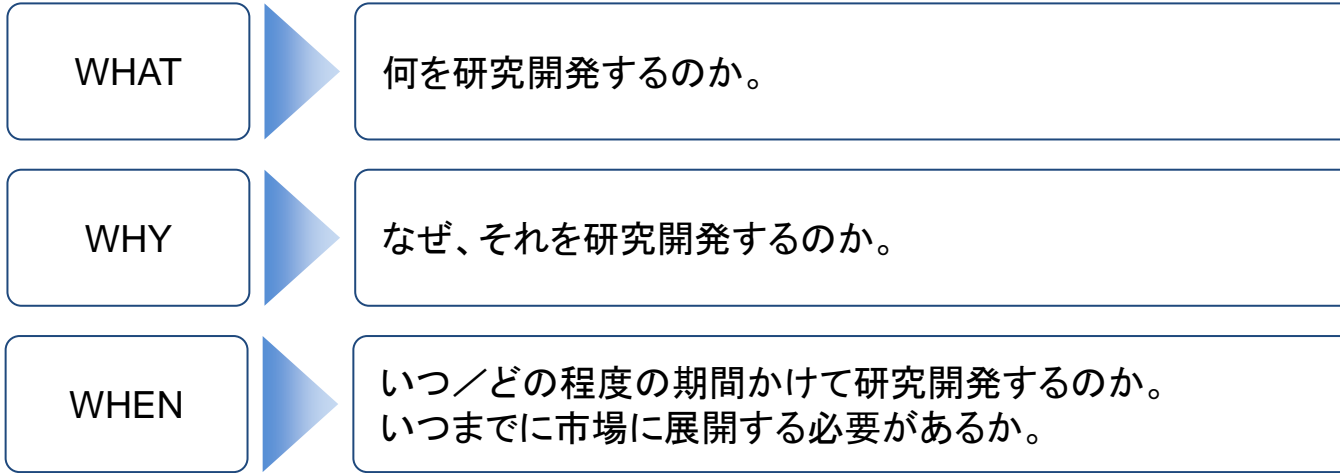 WHAT
何を研究開発するのか。
WHY
なぜ、それを研究開発するのか。
WHEN
いつ／どの程度の期間かけて研究開発するのか。
いつまでに市場に展開する必要があるか。